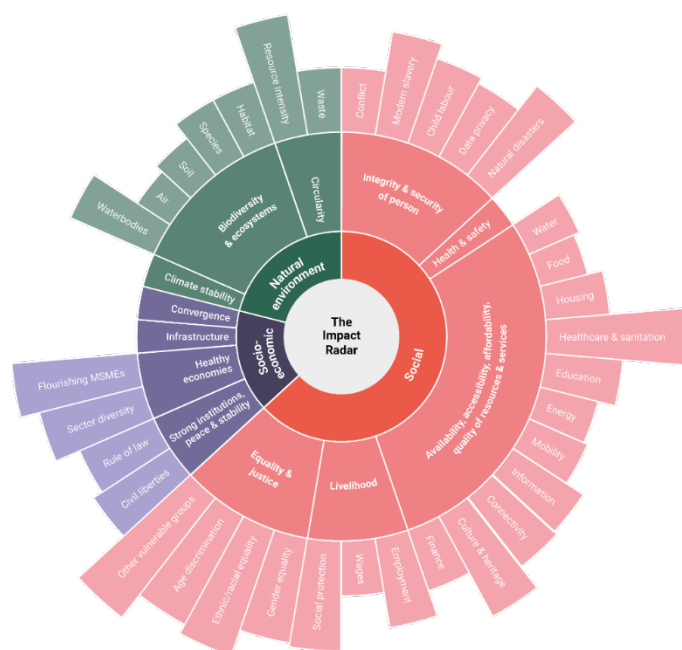 The
Impact
Radar
Social
Integrity & security
of person
Conflict
Modern slavery
Child labour
Data privacy
Natural disasters
Health & safety
Availability, accessibility, affordability,
quality of resources & services
Water
Food
Housing
Healthcare & sanitation
Education
Energy
Mobility
Information
Connectivity
Culture & heritage
Finance
Livelihood
Employment
Wages
Social protection
Equality &
justice
Gender equality
Ethnic/racial equality
Age discrimination
Other vulnerable groups
Socio-
economic
Strong institutions,
peace & stability
Civil liberties
Rule of law
Healthy
economies
Sector diversity
Flourishing MSMEs
Infrastructure
Convergence
Natural
environment
Climate stability
Biodiversity
& ecosystems
Waterbodies
Air
Soil
Species
Habitat
Circularity
Resource intensity
Waste